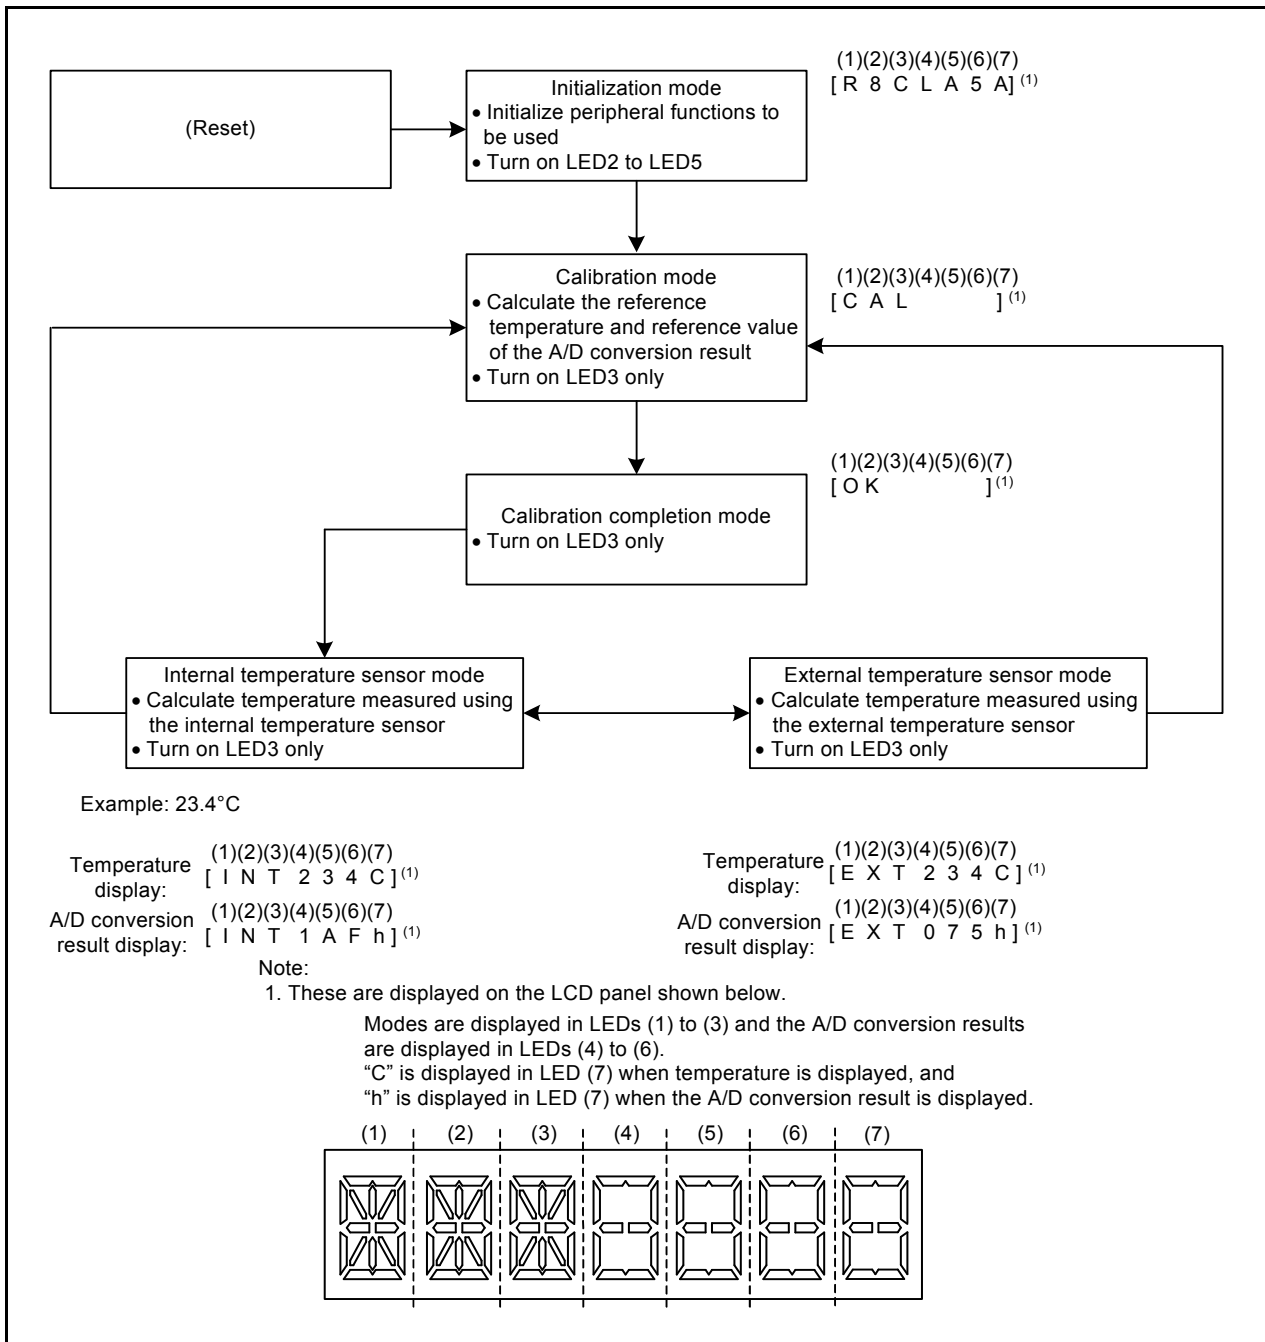 (Reset)
Initialization mode
• Initialize peripheral functions to
be used
• Turn on LED2 to LED5
(1)(2)(3)(4)(5)(6)(7)
[ R 8 C L A 5 A] (1)
Calibration mode
• Calculate the reference
temperature and reference value
of the A/D conversion result
• Turn on LED3 only
(1)(2)(3)(4)(5)(6)(7)
[ C A L ] (1)
Calibration completion mode
• Turn on LED3 only
(1)(2)(3)(4)(5)(6)(7)
[ O K ] (1)
Internal temperature sensor mode
• Calculate temperature measured using
the internal temperature sensor
• Turn on LED3 only
External temperature sensor mode
• Calculate temperature measured using
the external temperature sensor
• Turn on LED3 only
Example: 23.4°C
Temperature
display:
(1)(2)(3)(4)(5)(6)(7)
[ I N T 2 3 4 C ] (1)
A/D conversion
result display:
(1)(2)(3)(4)(5)(6)(7)
[ I N T 1 A F h ] (1)
Temperature
display:
(1)(2)(3)(4)(5)(6)(7)
[ E X T 2 3 4 C ] (1)
A/D conversion
result display:
(1)(2)(3)(4)(5)(6)(7)
[ E X T 0 7 5 h ] (1)
Note:
1. These are displayed on the LCD panel shown below.
Modes are displayed in LEDs (1) to (3) and the A/D conversion results
are displayed in LEDs (4) to (6).
“C” is displayed in LED (7) when temperature is displayed, and
“h” is displayed in LED (7) when the A/D conversion result is displayed.
(1) (2) (3) (4) (5) (6) (7)